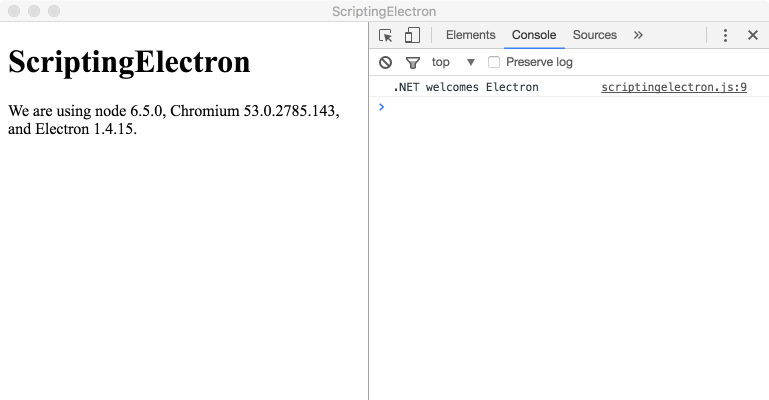 ScriptingElectron
ScriptingElectron
We are using node 6.5.0, Chromium 53.0.2785.143,
and Electron 1.4.15.
Elements Console Sources
top Preserve log
.NET welcomes Electron scriptingelectron.js:9